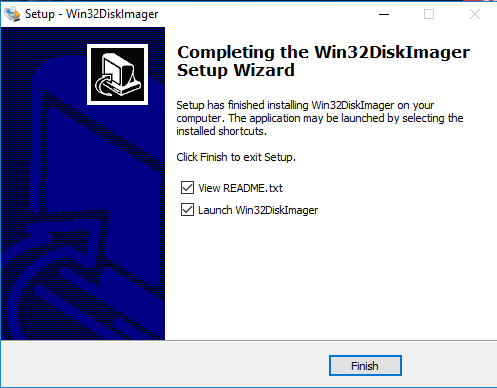 Setup - Win32DiskImager
Completing the Win32DiskImager
Setup Wizard
Setup has finished installing Win32DiskImager on your
computer. The application may be launched by selecting the
installed shortcuts.
Click Finish to exit Setup.
View README.txt
Launch Win32DiskImager
Finish